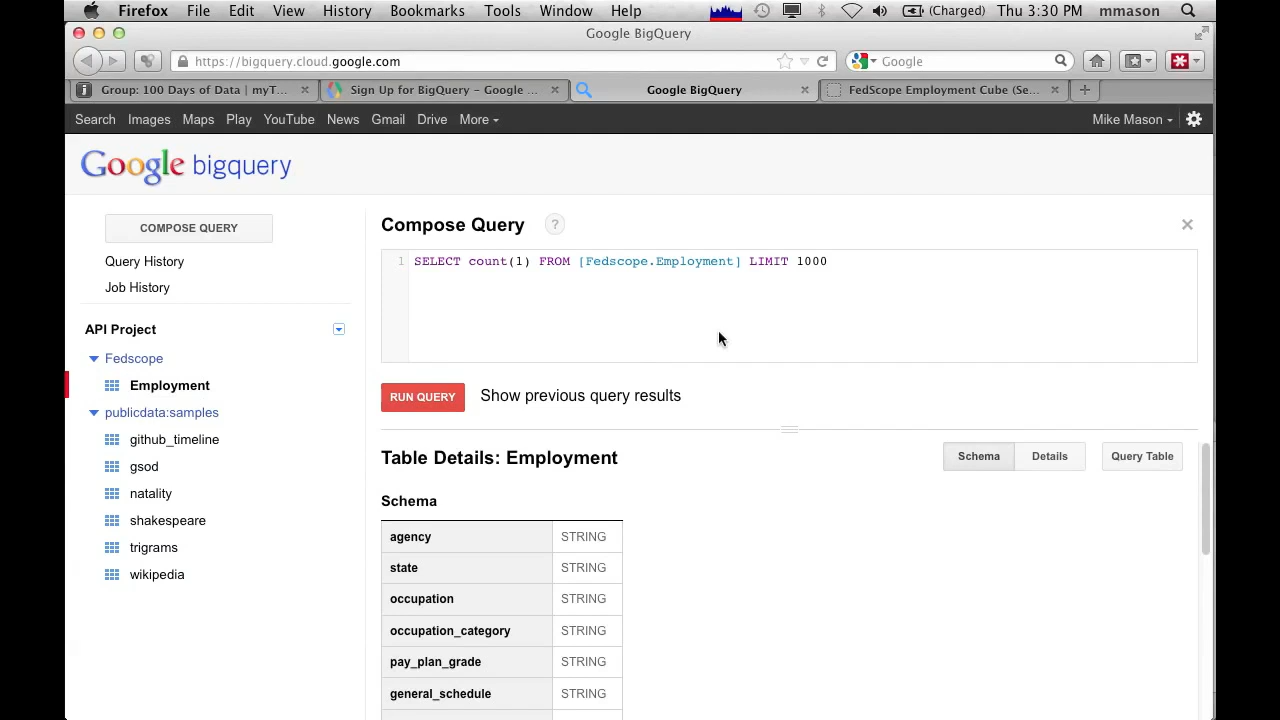 Firefox File Edit View History Bookmarks Tools Window Help (Charged) Thu 3:30 PM mmason
Google BigQuery
https://bigquery.cloud.google.com Google
Group: 100 Days of Data | myT... Sign Up for BigQuery – Google ... Google BigQuery FedScope Employment Cube (Se...
Search Images Maps Play YouTube News Gmail Drive More Mike Mason
Google bigquery
COMPOSE QUERY
Query History
Job History
API Project
Fedscope
Employment
publicdata:samples
github_timeline
gsod
natality
shakespeare
trigrams
wikipedia
Compose Query ?
1 SELECT count(1) FROM [Fedscope.Employment] LIMIT 1000
RUN QUERY Show previous query results
Table Details: Employment Schema Details Query Table
Schema
agency STRING
state STRING
occupation STRING
occupation_category STRING
pay_plan_grade STRING
general_schedule STRING